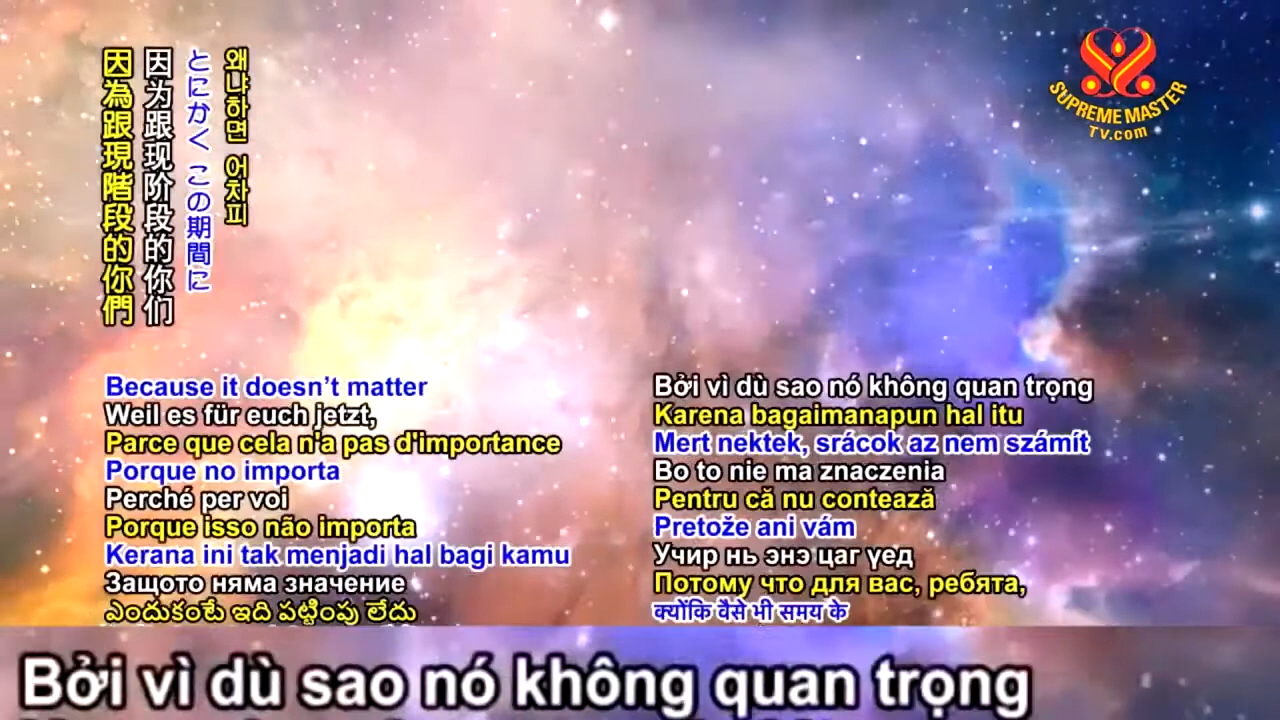 왜냐하면 어차피
とにかく この期間に
因为跟现阶段的你们
因為跟現階段的你們
SUPREME MASTER
TV.com
Because it doesn’t matter
Weil es für euch jetzt,
Parce que cela n'a pas d'importance
Porque no importa
Perché per voi
Porque isso não importa
Kerana ini tak menjadi hal bagi kamu
Защото няма значение
ఎందుకంటే ఇది పట్టింపు లేదు
Bởi vì dù sao nó không quan trọng
Karena bagaimanapun hal itu
Mert nektek, srácok az nem számít
Bo to nie ma znaczenia
Pentru că nu contează
Pretože ani vám
Учир нь энэ цаг үед
Потому что для вас, ребята,
क्योंकि वैसे भी समय के
Bởi vì dù sao nó không quan trọng